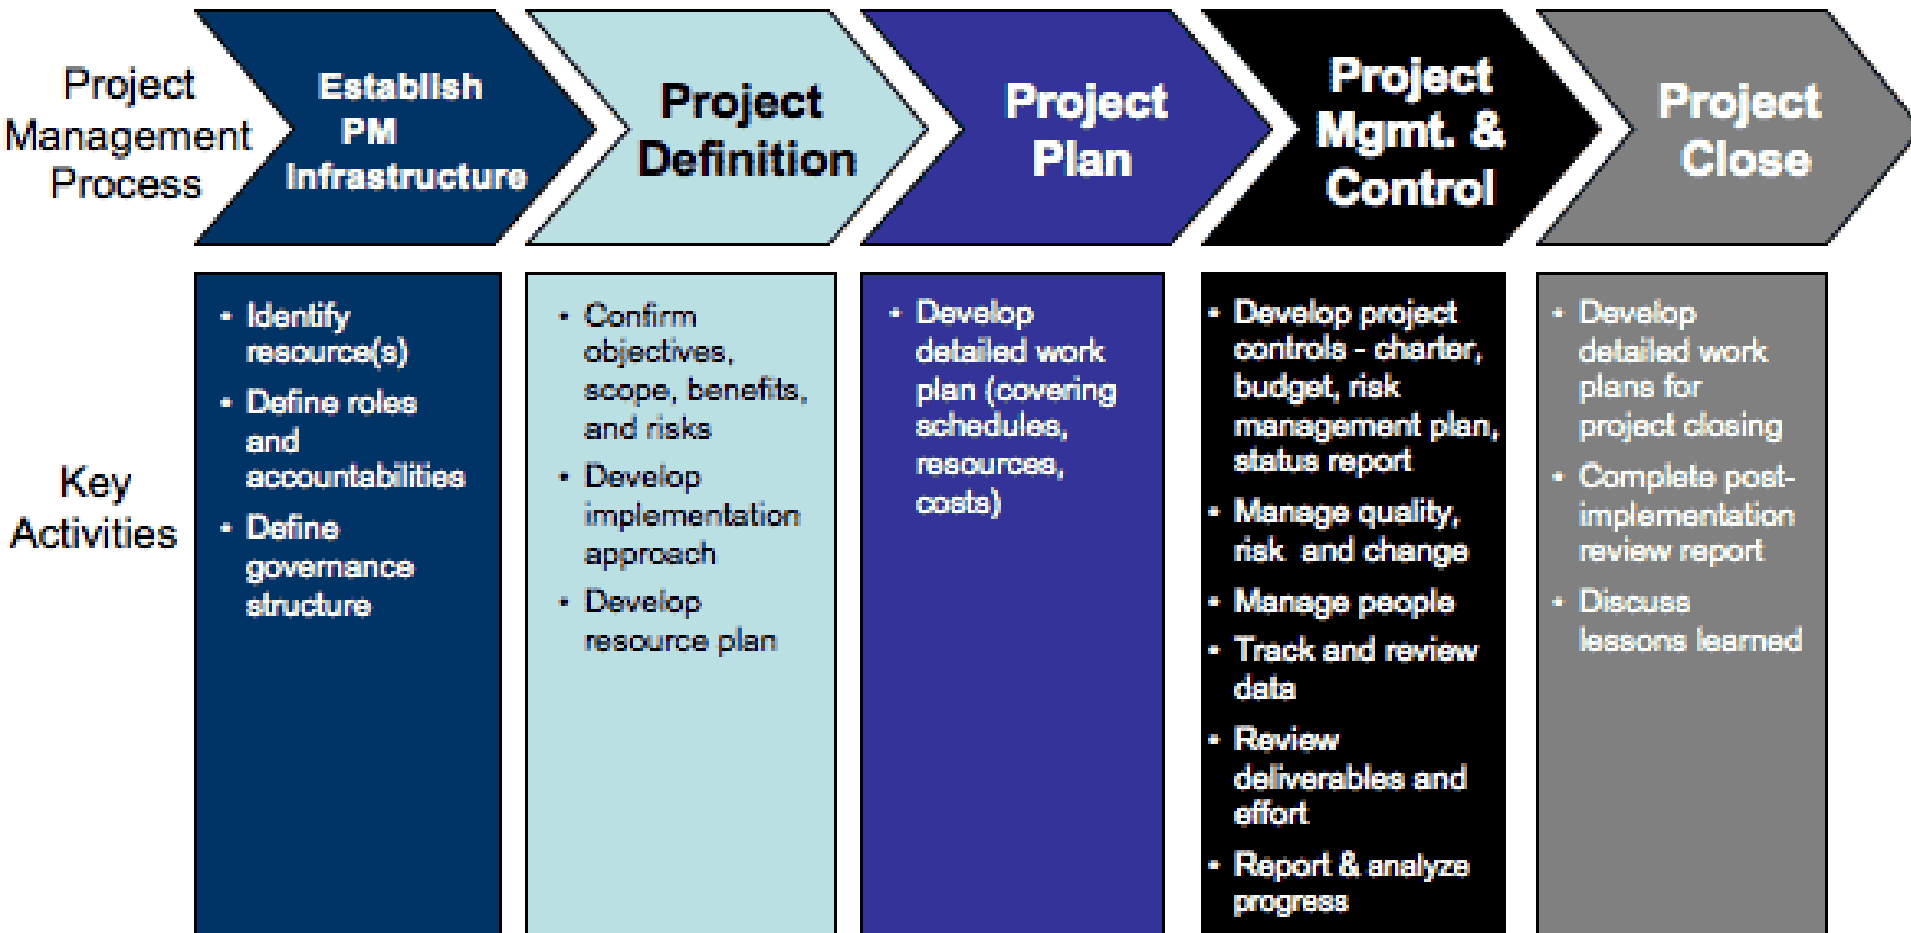 Project
Management
Process
Establish
PM
Infrastructure
Project
Definition
Project
Plan
Project
Mgmt. &
Control
Project
Close
Key
Activities
• Identify
resource(s)
• Define roles
and
accountabilities
• Define
governance
structure
• Confirm
objectives,
scope, benefits,
and risks
• Develop
implementation
approach
• Develop
resource plan
• Develop
detailed work
plan (covering
schedules,
resources,
costs)
• Develop project
controls - charter,
budget, risk
management plan,
status report
• Manage quality,
risk and change
• Manage people
• Track and review
data
• Review
deliverables and
effort
• Report & analyze
progress
• Develop
detailed work
plans for
project closing
• Complete post-
implementation
review report
• Discuss
lessons learned